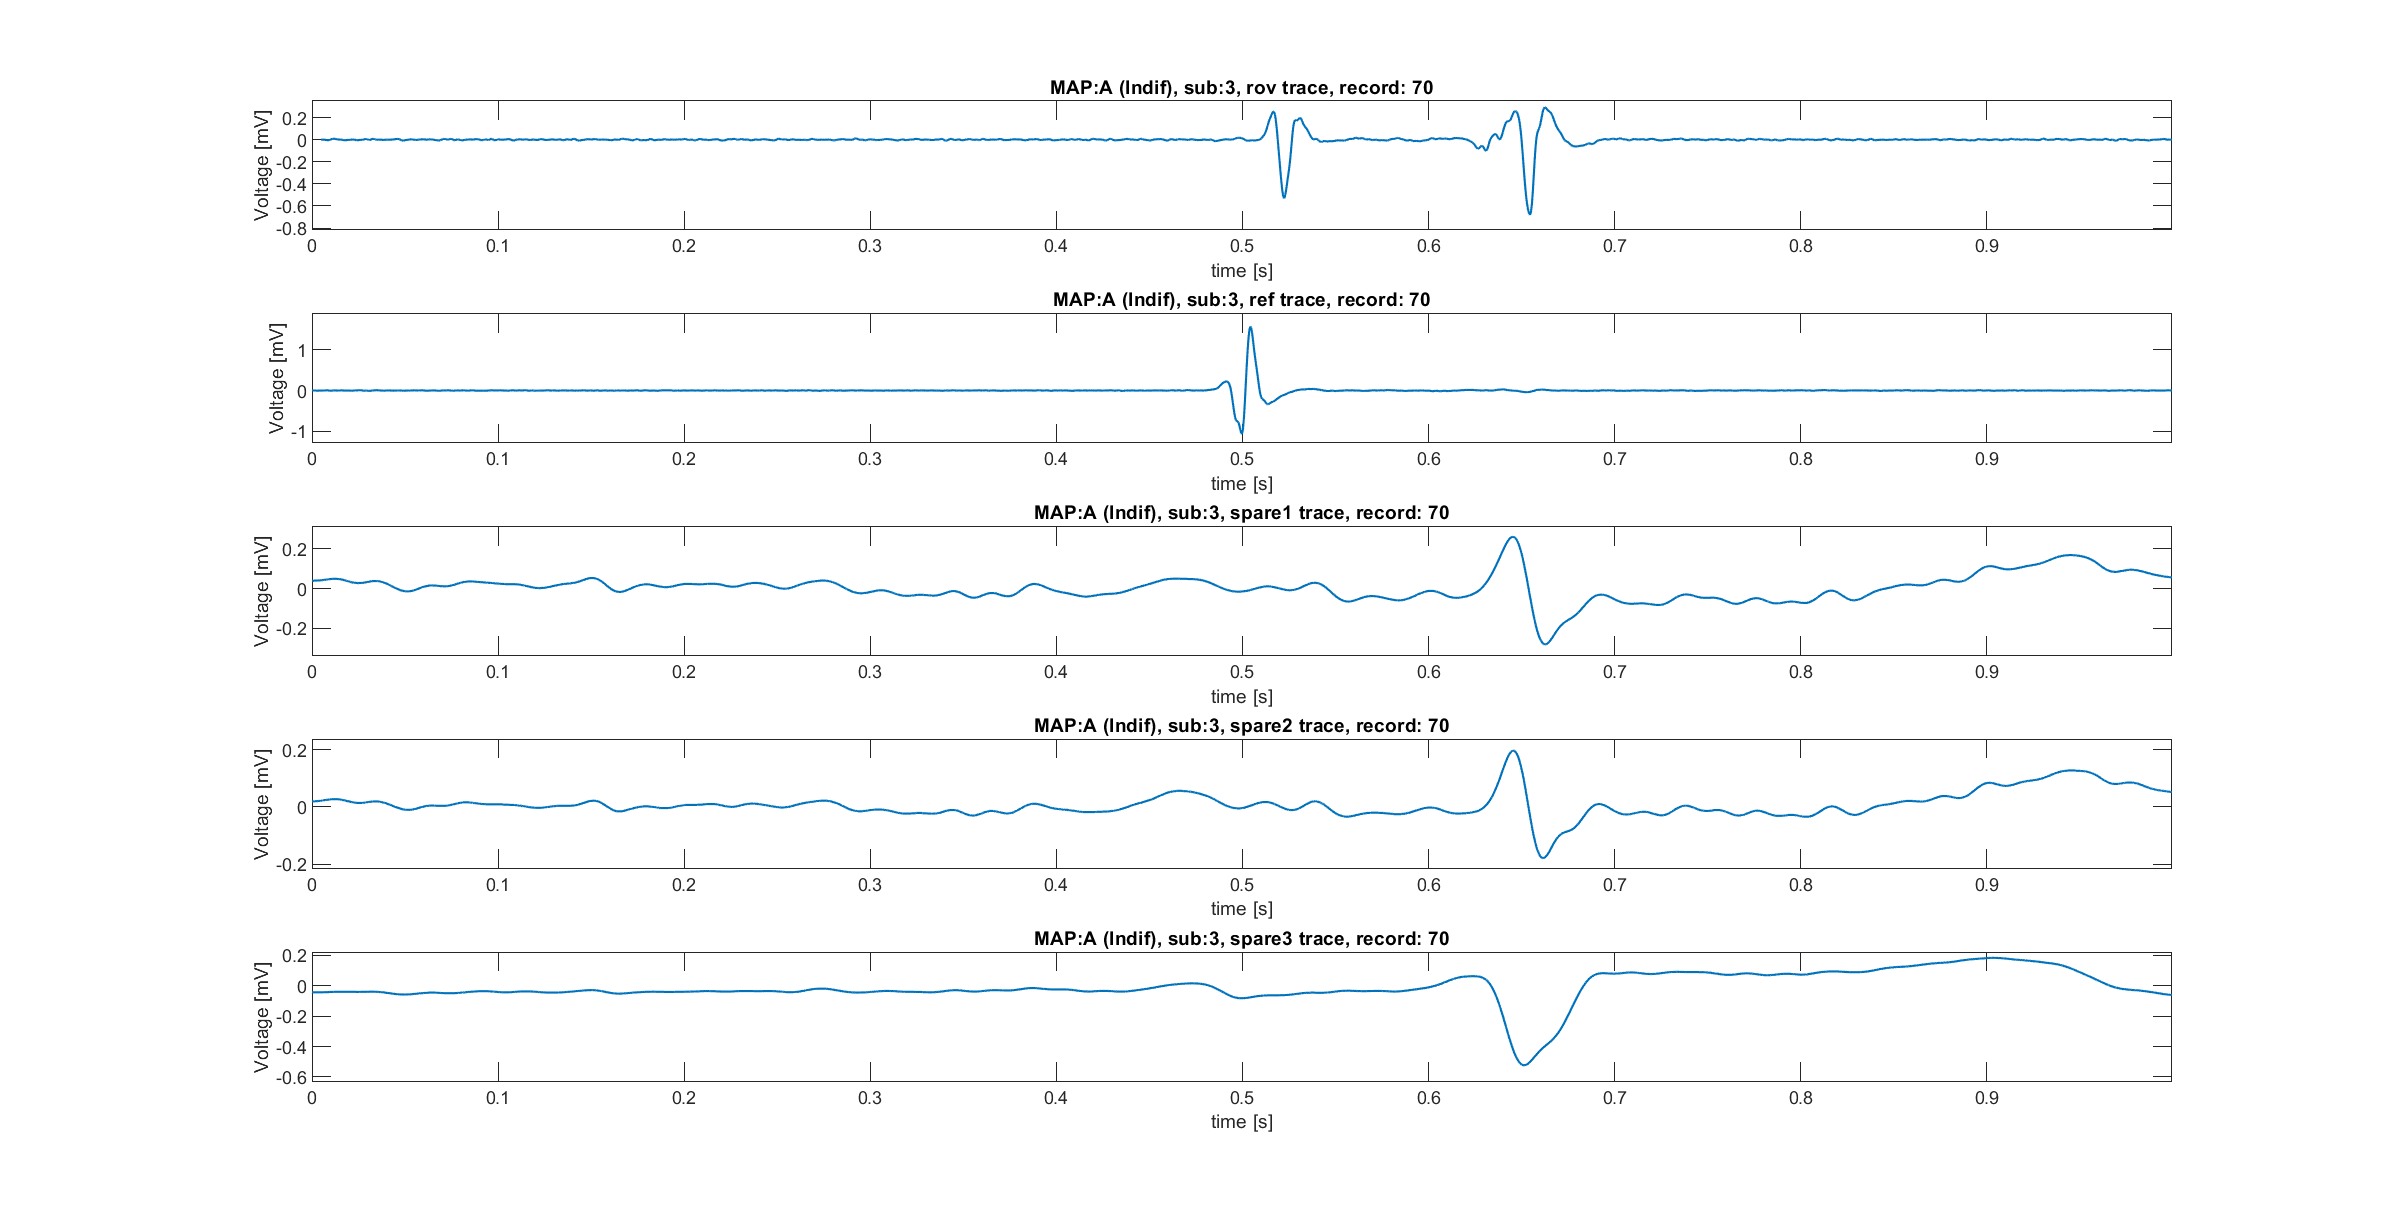 MAP:A (Indif), sub:3, rov trace, record: 70
Voltage [mV]
0.2
0
-0.2
-0.4
-0.6
-0.8
0 0.1 0.2 0.3 0.4 0.5 0.6 0.7 0.8 0.9
time [s]
MAP:A (Indif), sub:3, ref trace, record: 70
Voltage [mV]
1
0
-1
0 0.1 0.2 0.3 0.4 0.5 0.6 0.7 0.8 0.9
time [s]
MAP:A (Indif), sub:3, spare1 trace, record: 70
Voltage [mV]
0.2
0
-0.2
0 0.1 0.2 0.3 0.4 0.5 0.6 0.7 0.8 0.9
time [s]
MAP:A (Indif), sub:3, spare2 trace, record: 70
Voltage [mV]
0.2
0
-0.2
0 0.1 0.2 0.3 0.4 0.5 0.6 0.7 0.8 0.9
time [s]
MAP:A (Indif), sub:3, spare3 trace, record: 70
Voltage [mV]
0.2
0
-0.2
-0.4
-0.6
0 0.1 0.2 0.3 0.4 0.5 0.6 0.7 0.8 0.9
time [s]